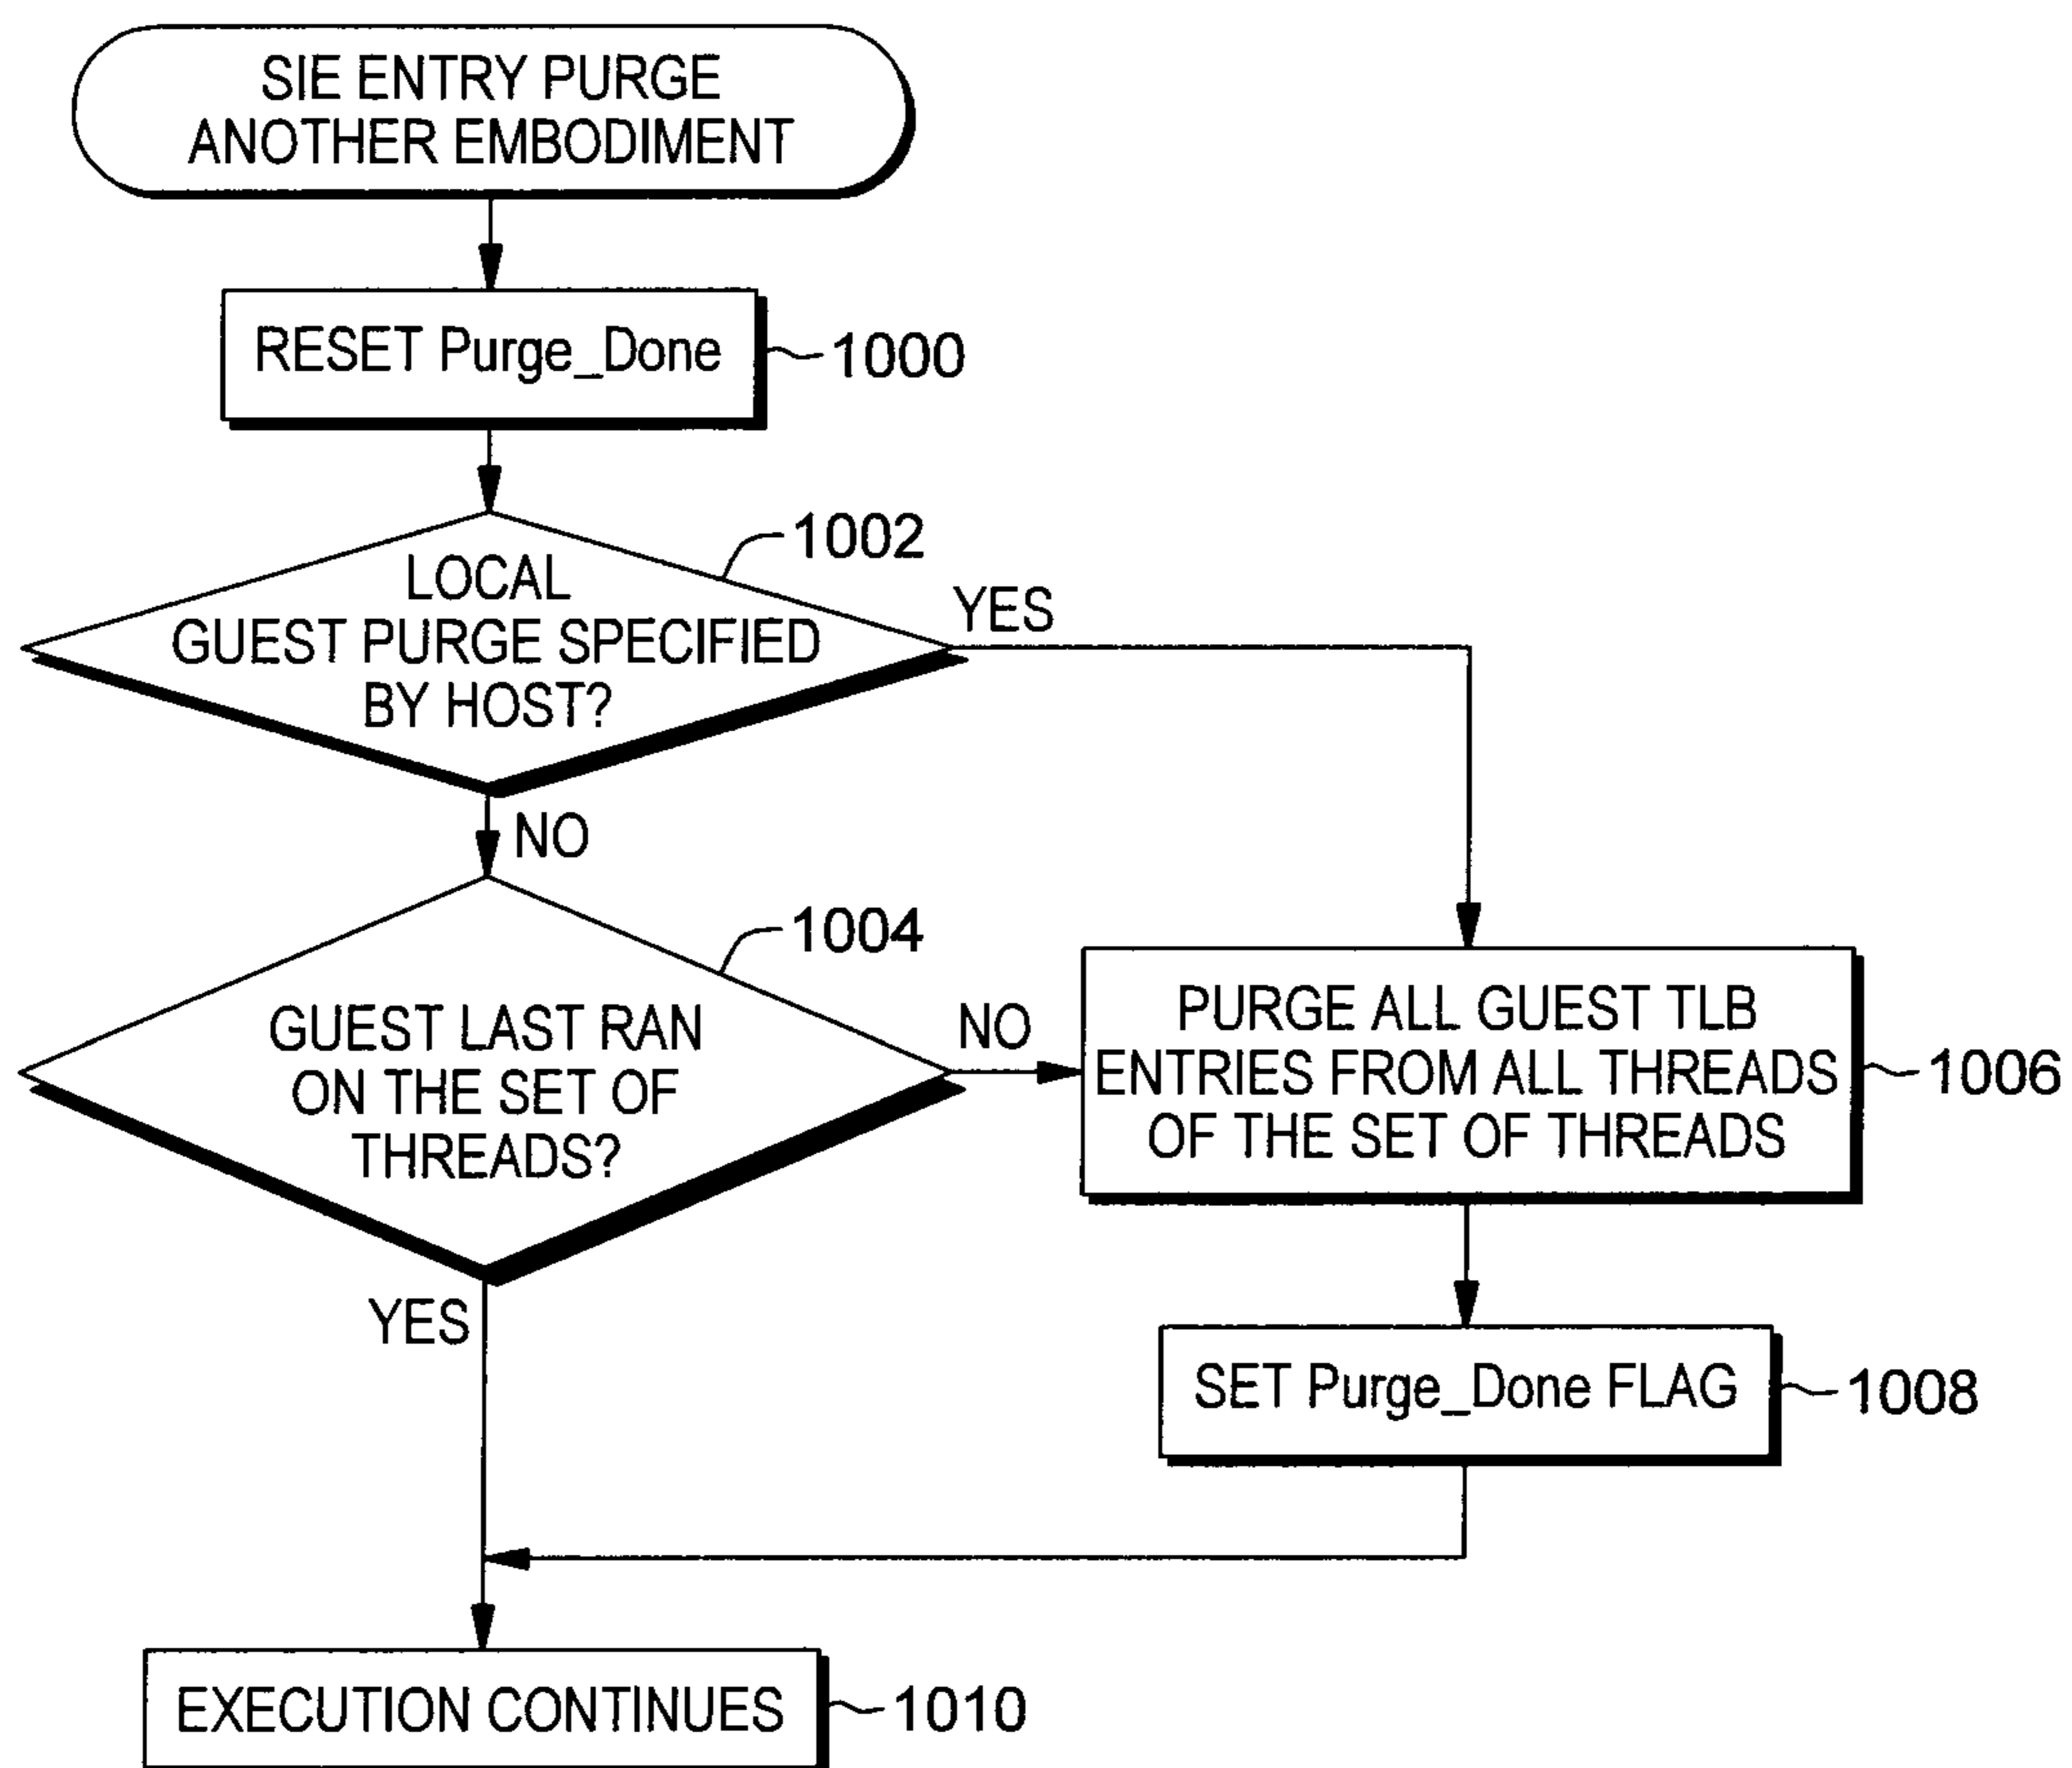 SIE ENTRY PURGE
ANOTHER EMBODIMENT
RESET Purge_Done
1000
1002
LOCAL
GUEST PURGE SPECIFIED
BY HOST?
YES
NO
1004
GUEST LAST RAN
ON THE SET OF
THREADS?
NO
YES
PURGE ALL GUEST TLB
ENTRIES FROM ALL THREADS
OF THE SET OF THREADS
1006
SET Purge_Done FLAG
1008
EXECUTION CONTINUES
1010